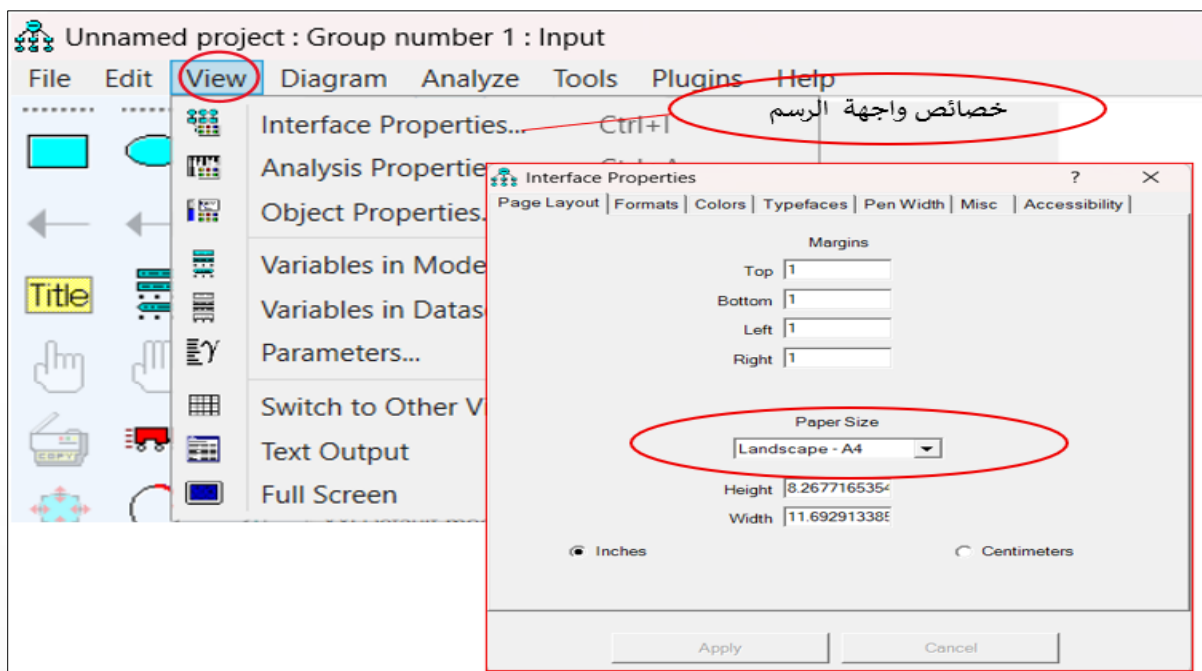 Unnamed project : Group number 1 : Input
File Edit View Diagram Analyze Tools Plugins Help
Interface Properties... Ctrl+I
خصائص واجهة الرسم
Analysis Propertie
Object Properties.
Variables in Mode
Variables in Datas
Parameters...
Switch to Other Vi
Text Output
Full Screen
Title
COPY
Interface Properties ? ×
Page Layout Formats Colors Typefaces Pen Width Misc Accessibility
Margins
Top 1
Bottom 1
Left 1
Right 1
Paper Size
Landscape - A4
Height 8.2677165354
Width 11.692913385
Inches Centimeters
Apply Cancel